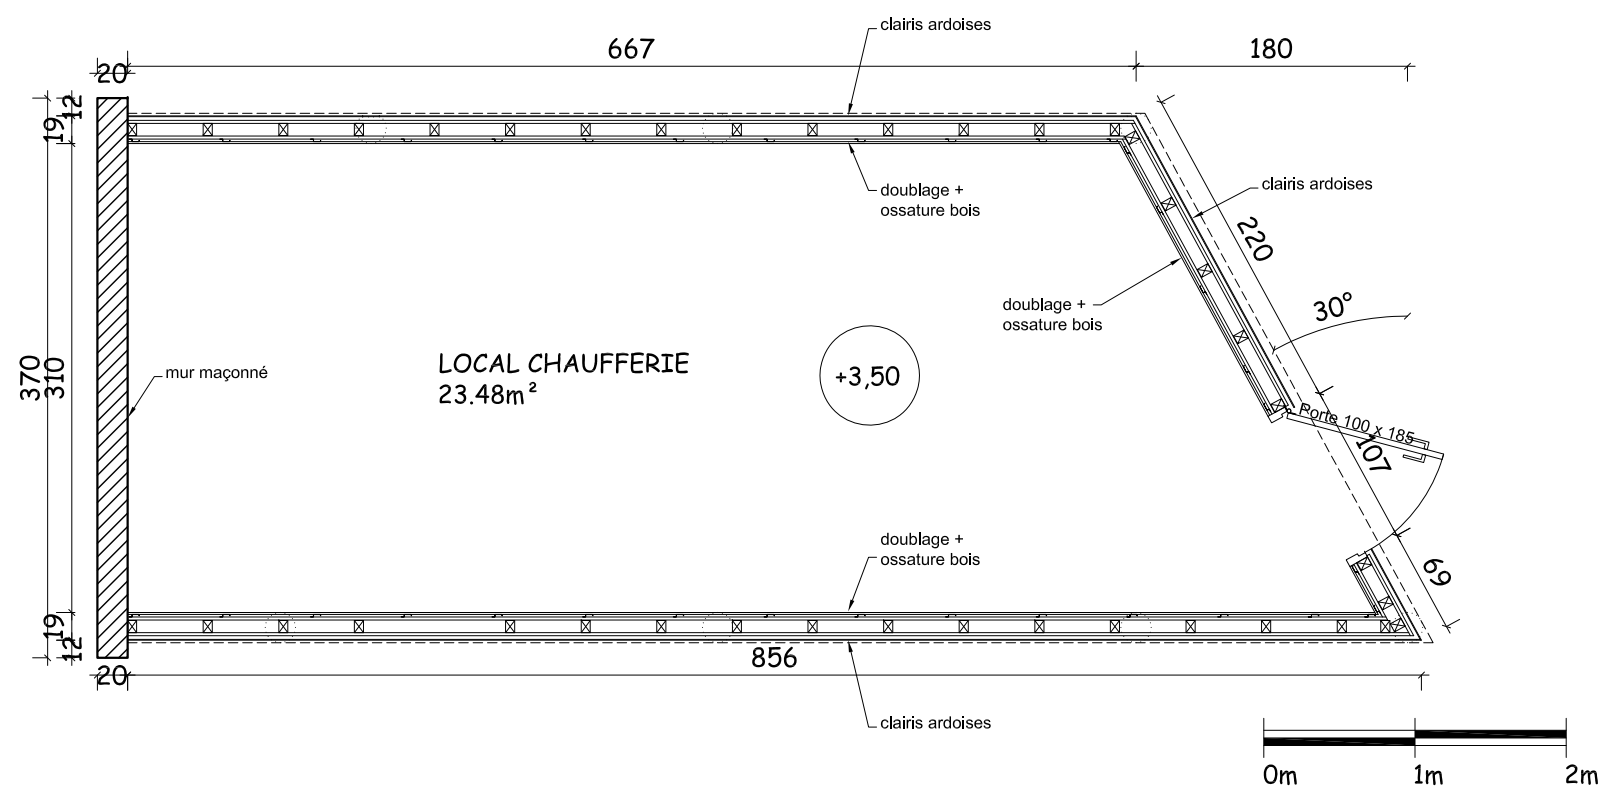 clairis ardoises
667
180
20
12
19
clairis ardoises
doublage +
ossature bois
220
doublage +
ossature bois
30°
370
310
mur maçonné
LOCAL CHAUFFERIE
23.48m²
+3,50
Porte 100 x 185
107
doublage +
ossature bois
69
19
12
856
20
clairis ardoises
0m
1m
2m